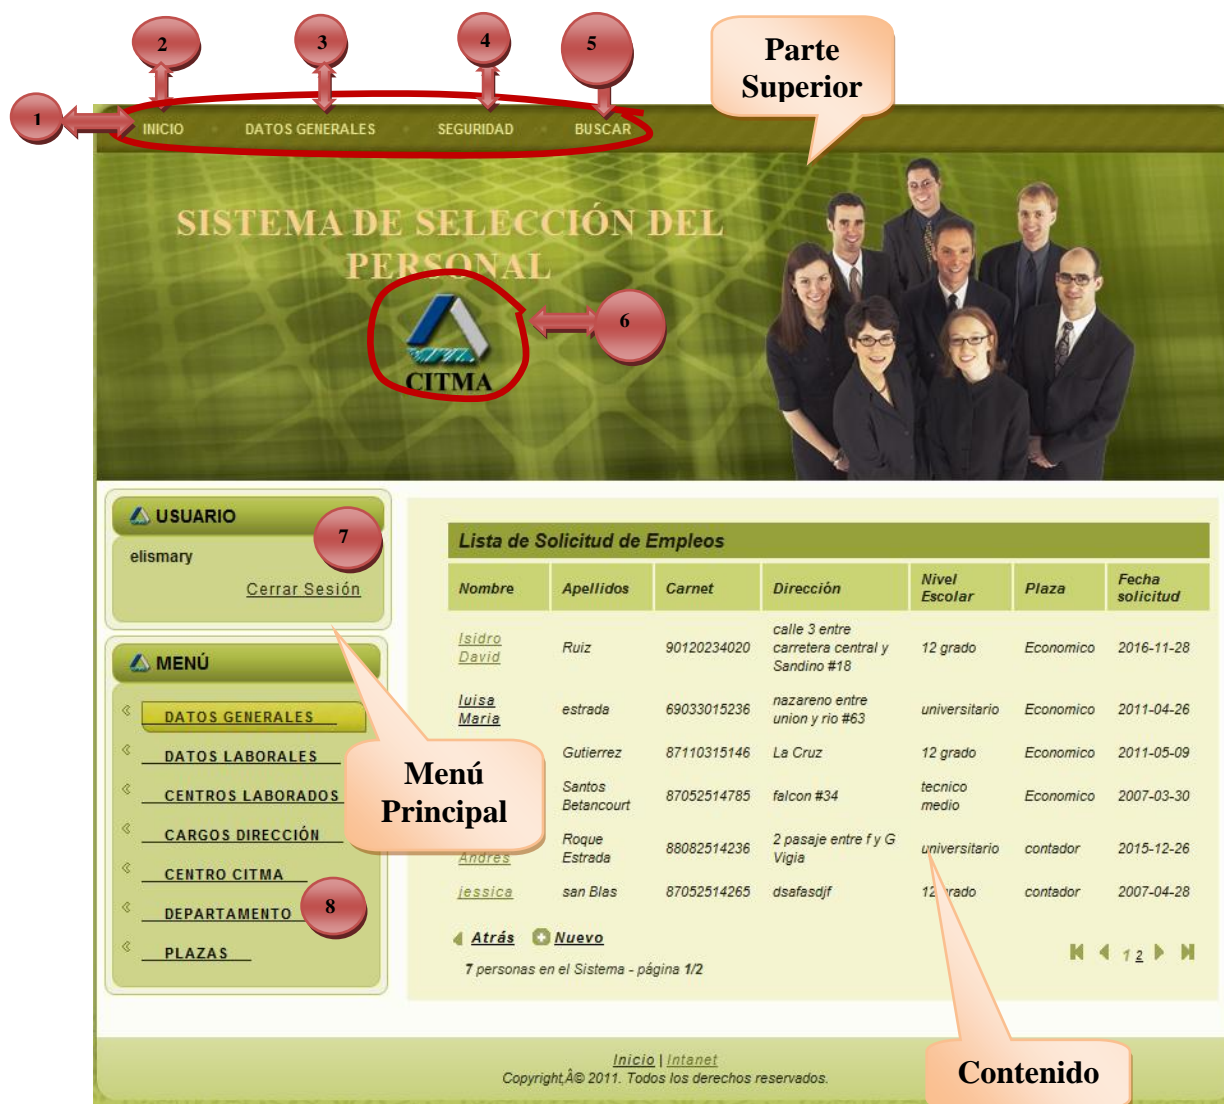 2
3
4
5
Parte
Superior
1
INICIO
DATOS GENERALES
SEGURIDAD
BUSCAR
SISTEMA DE SELECCIÓN DEL
PERSONAL
6
CITMA
USUARIO
7
elismary
Cerrar Sesión
MENÚ
DATOS GENERALES
DATOS LABORALES
CENTROS LABORADOS
CARGOS DIRECCIÓN
CENTRO CITMA
DEPARTAMENTO
8
PLAZAS
Menú
Principal
Lista de Solicitud de Empleos
Nombre Apellidos Carnet Dirección Nivel Escolar Plaza Fecha solicitud
Isidro David Ruiz 90120234020 calle 3 entre carretera central y Sandino #18 12 grado Economico 2016-11-28
luisa Maria estrada 69033015236 nazareno entre union y rio #63 universitario Economico 2011-04-26
Gutierrez 87110315146 La Cruz 12 grado Economico 2011-05-09
Santos Betancourt 87052514785 falcon #34 tecnico medio Economico 2007-03-30
Andres Roque Estrada 88082514236 2 pasaje entre f y G Vigia universitario contador 2015-12-26
jessica san Blas 87052514265 dsafasdjf 12 grado contador 2007-04-28
Atrás Nuevo
1 2
7 personas en el Sistema - página 1/2
Contenido
Inicio | Intanet
Copyright‚Â© 2011. Todos los derechos reservados.